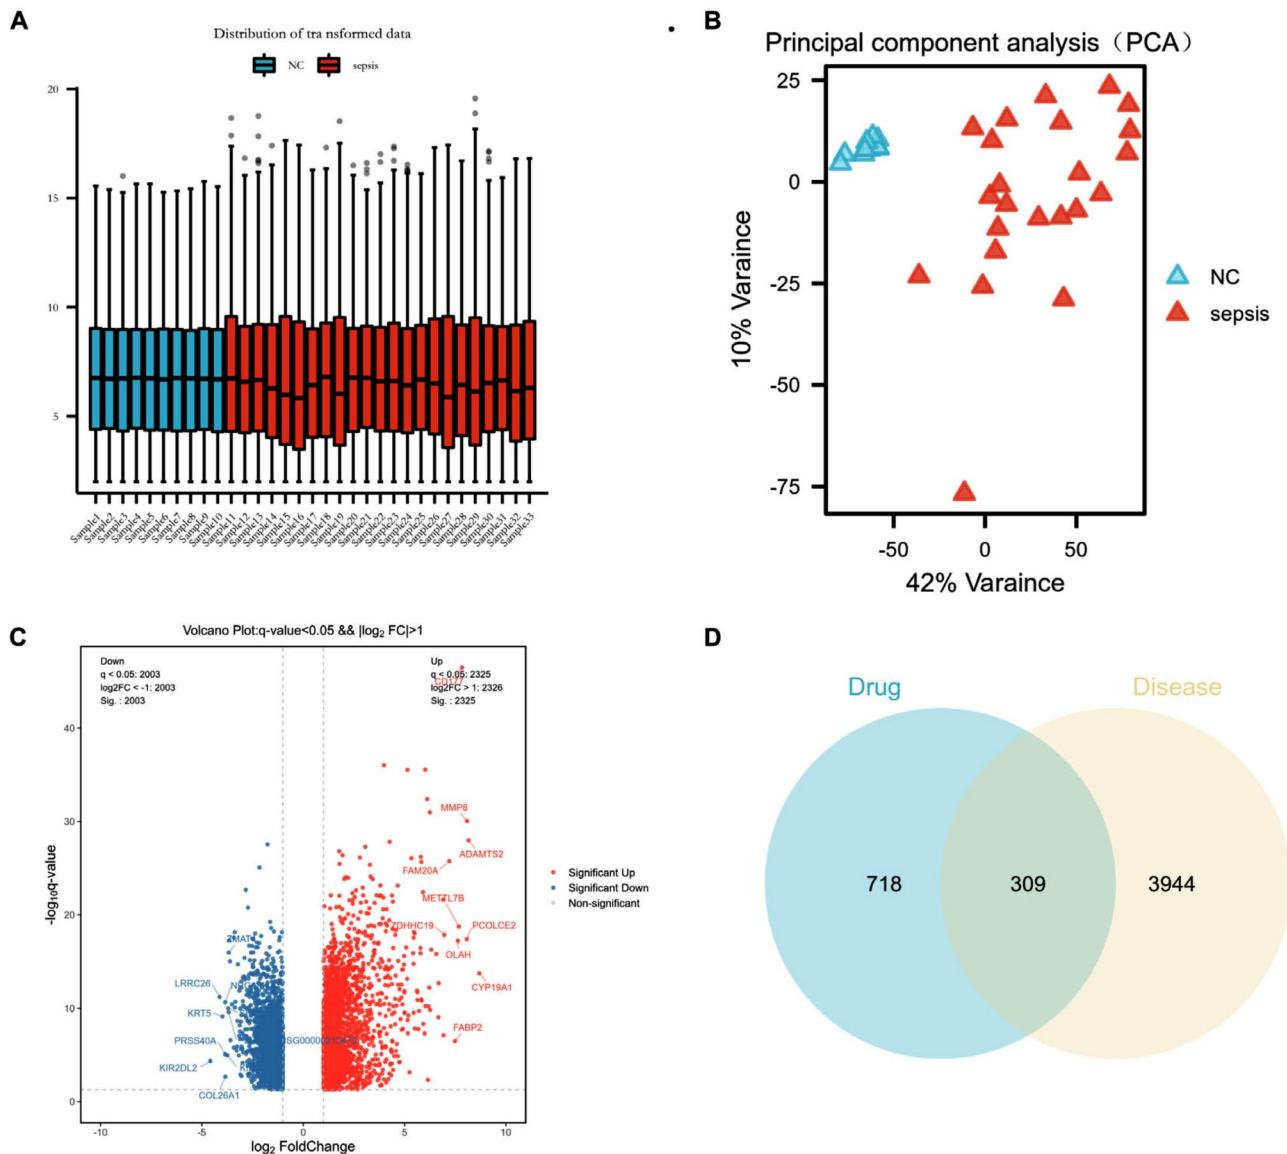 A
Distribution of tra nsformed data
NC
sepsis
20
15
10
5
Sample1
Sample2
Sample3
Sample4
Sample5
Sample6
Sample7
Sample8
Sample9
Sample10
Sample11
Sample12
Sample13
Sample14
Sample15
Sample16
Sample17
Sample18
Sample19
Sample20
Sample21
Sample22
Sample23
Sample24
Sample25
Sample26
Sample27
Sample28
Sample29
Sample30
Sample31
Sample32
Sample33
B
Principal component analysis（PCA）
25
0
-25
-50
-75
10% Varaince
-50
0
50
42% Varaince
NC
sepsis
C
Volcano Plot:q-value<0.05 && |log2 FC|>1
Down
q < 0.05: 2003
log2FC < -1: 2003
Sig. : 2003
Up
q < 0.05: 2325
log2FC > 1: 2326
Sig. : 2325
CD177
MMP8
ADAMTS2
FAM20A
METTL7B
ZDHHC19
PCOLCE2
OLAH
CYP19A1
FABP2
LRRC26
KRT5
PRSS40A
KIR2DL2
COL26A1
40
30
20
10
0
-log10q-value
-10
-5
0
5
10
log2 FoldChange
Significant Up
Significant Down
Non-significant
D
Drug
Disease
718
309
3944